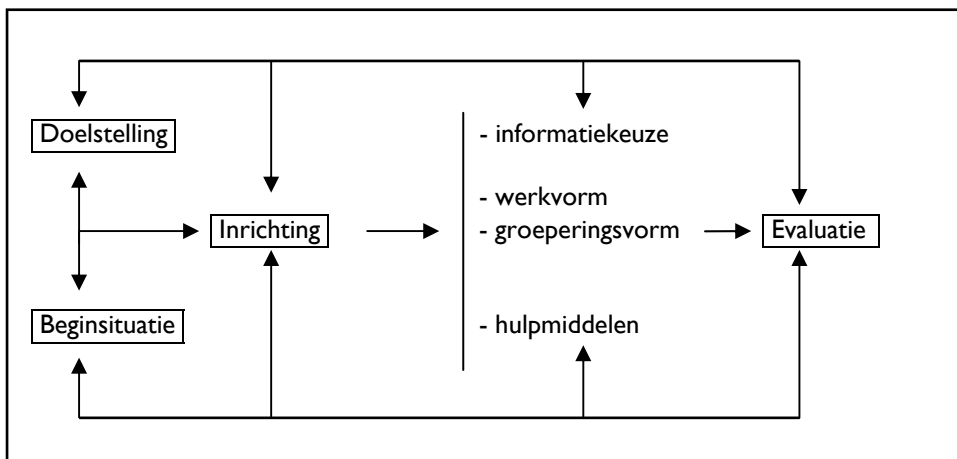 Doelstelling
- informatiekeuze
- werkvorm
Inrichting
- groeperingsvorm
Evaluatie
Beginsituatie
- hulpmiddelen